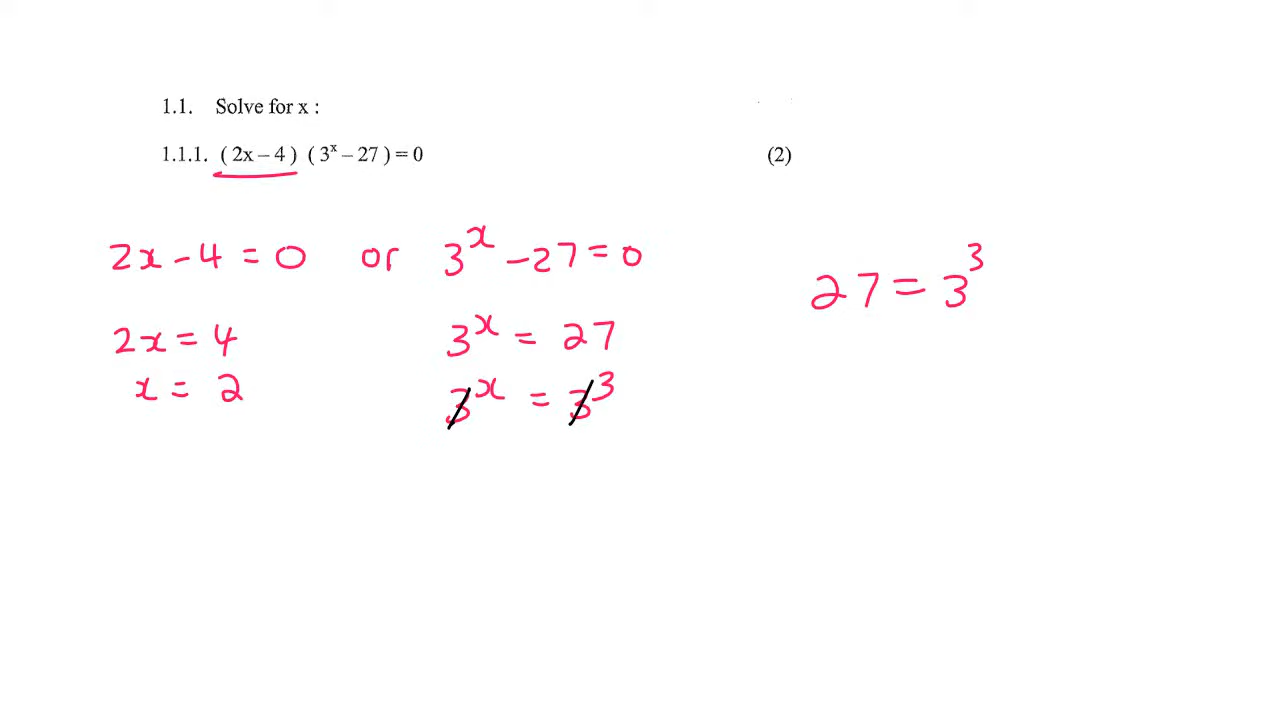 1.1. Solve for x :
1.1.1. ( 2x – 4 ) ( 3ˣ – 27 ) = 0 (2)
2x - 4 = 0 or 3ˣ - 27 = 0
27 = 3³
2x = 4 3ˣ = 27
x = 2 3ˣ = 3³